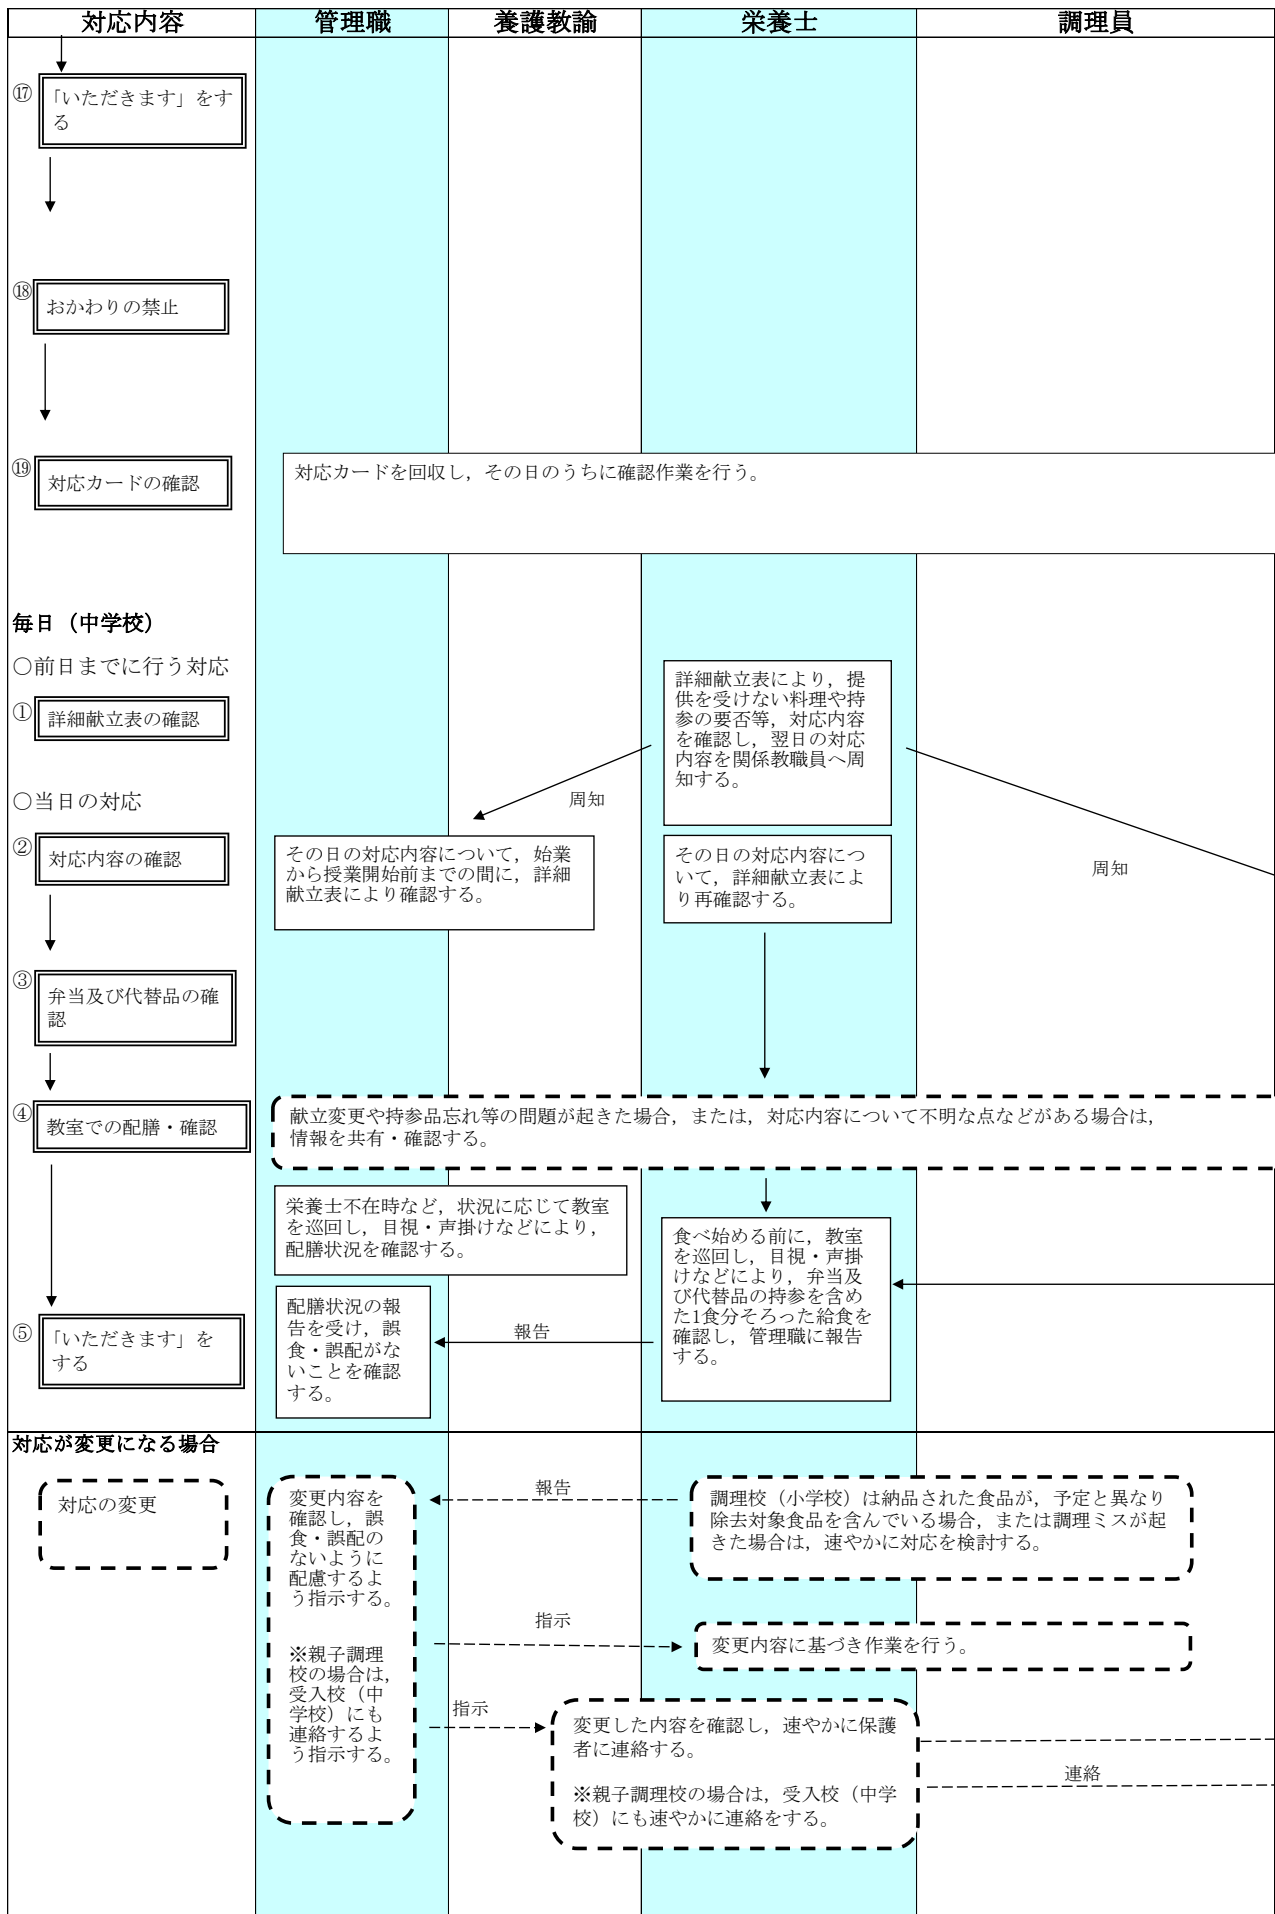 対応内容 管理職 養護教諭 栄養士 調理員
⑰ 「いただきます」をす
る
⑱ おかわりの禁止
⑲ 対応カードの確認
対応カードを回収し，その日のうちに確認作業を行う。
毎日（中学校）
○前日までに行う対応
① 詳細献立表の確認
詳細献立表により，提
供を受けない料理や持
参の要否等，対応内容
を確認し，翌日の対応
内容を関係教職員へ周
知する。
周知
周知
○当日の対応
② 対応内容の確認
その日の対応内容について，始業
から授業開始前までの間に，詳細
献立表により確認する。
その日の対応内容につ
いて，詳細献立表によ
り再確認する。
③ 弁当及び代替品の確
認
④ 教室での配膳・確認
献立変更や持参品忘れ等の問題が起きた場合，または，対応内容について不明な点などがある場合は，
情報を共有・確認する。
栄養士不在時など，状況に応じて教室
を巡回し，目視・声掛けなどにより，
配膳状況を確認する。
食べ始める前に，教室
を巡回し，目視・声掛
けなどにより，弁当及
び代替品の持参を含め
た1食分そろった給食を
確認し，管理職に報告
する。
報告
配膳状況の報
告を受け，誤
食・誤配がな
いことを確認
する。
⑤ 「いただきます」を
する
対応が変更になる場合
対応の変更
変更内容を
確認し，誤
食・誤配の
ないように
配慮するよ
う指示する。
※親子調理
校の場合は，
受入校（中
学校）にも
連絡するよ
う指示する。
報告
調理校（小学校）は納品された食品が，予定と異なり
除去対象食品を含んでいる場合，または調理ミスが起
きた場合は，速やかに対応を検討する。
指示
変更内容に基づき作業を行う。
指示
変更した内容を確認し，速やかに保護
者に連絡する。
※親子調理校の場合は，受入校（中学
校）にも速やかに連絡をする。
連絡